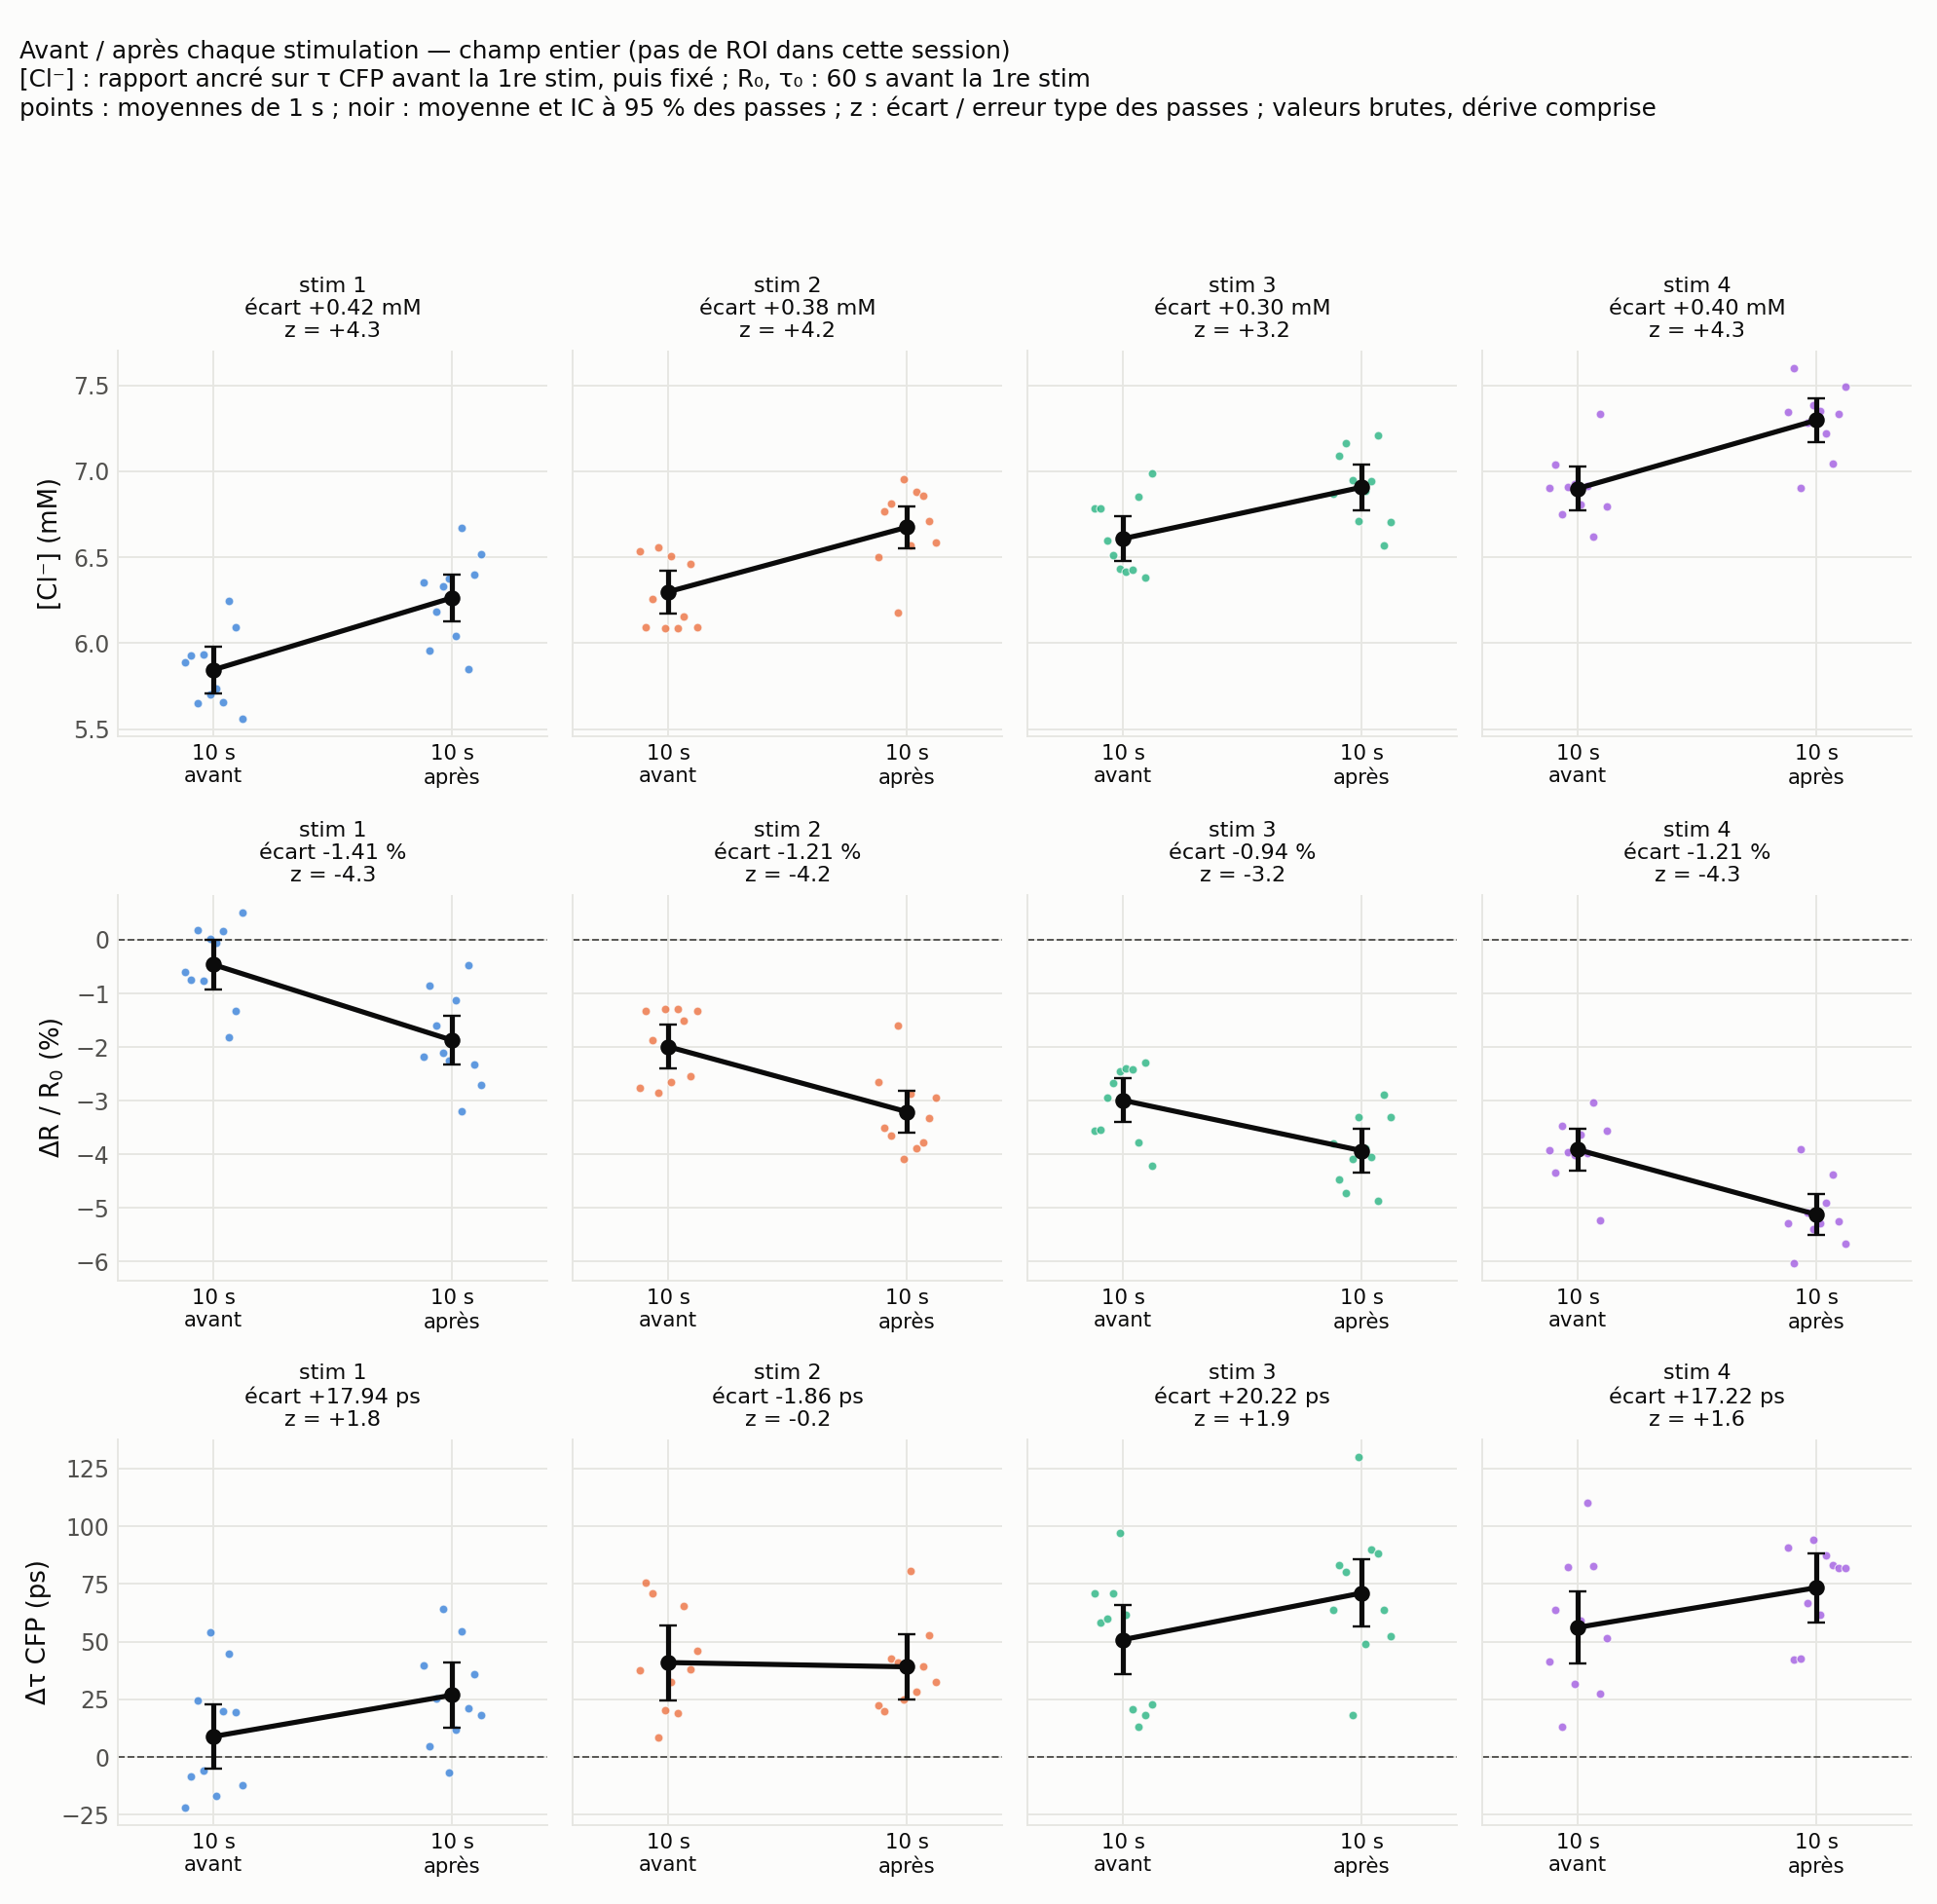 Avant / après chaque stimulation — champ entier (pas de ROI dans cette session)
[Cl⁻] : rapport ancré sur τ CFP avant la 1re stim, puis fixé ; R₀, τ₀ : 60 s avant la 1re stim
points : moyennes de 1 s ; noir : moyenne et IC à 95 % des passes ; z : écart / erreur type des passes ; valeurs brutes, dérive comprise
stim 1
écart +0.42 mM
z = +4.3
stim 2
écart +0.38 mM
z = +4.2
stim 3
écart +0.30 mM
z = +3.2
stim 4
écart +0.40 mM
z = +4.3
[Cl⁻] (mM)
7.5
7.0
6.5
6.0
5.5
10 s
avant
10 s
après
10 s
avant
10 s
après
10 s
avant
10 s
après
10 s
avant
10 s
après
stim 1
écart -1.41 %
z = -4.3
stim 2
écart -1.21 %
z = -4.2
stim 3
écart -0.94 %
z = -3.2
stim 4
écart -1.21 %
z = -4.3
ΔR / R₀ (%)
0
−1
−2
−3
−4
−5
−6
10 s
avant
10 s
après
10 s
avant
10 s
après
10 s
avant
10 s
après
10 s
avant
10 s
après
stim 1
écart +17.94 ps
z = +1.8
stim 2
écart -1.86 ps
z = -0.2
stim 3
écart +20.22 ps
z = +1.9
stim 4
écart +17.22 ps
z = +1.6
Δτ CFP (ps)
125
100
75
50
25
0
−25
10 s
avant
10 s
après
10 s
avant
10 s
après
10 s
avant
10 s
après
10 s
avant
10 s
après